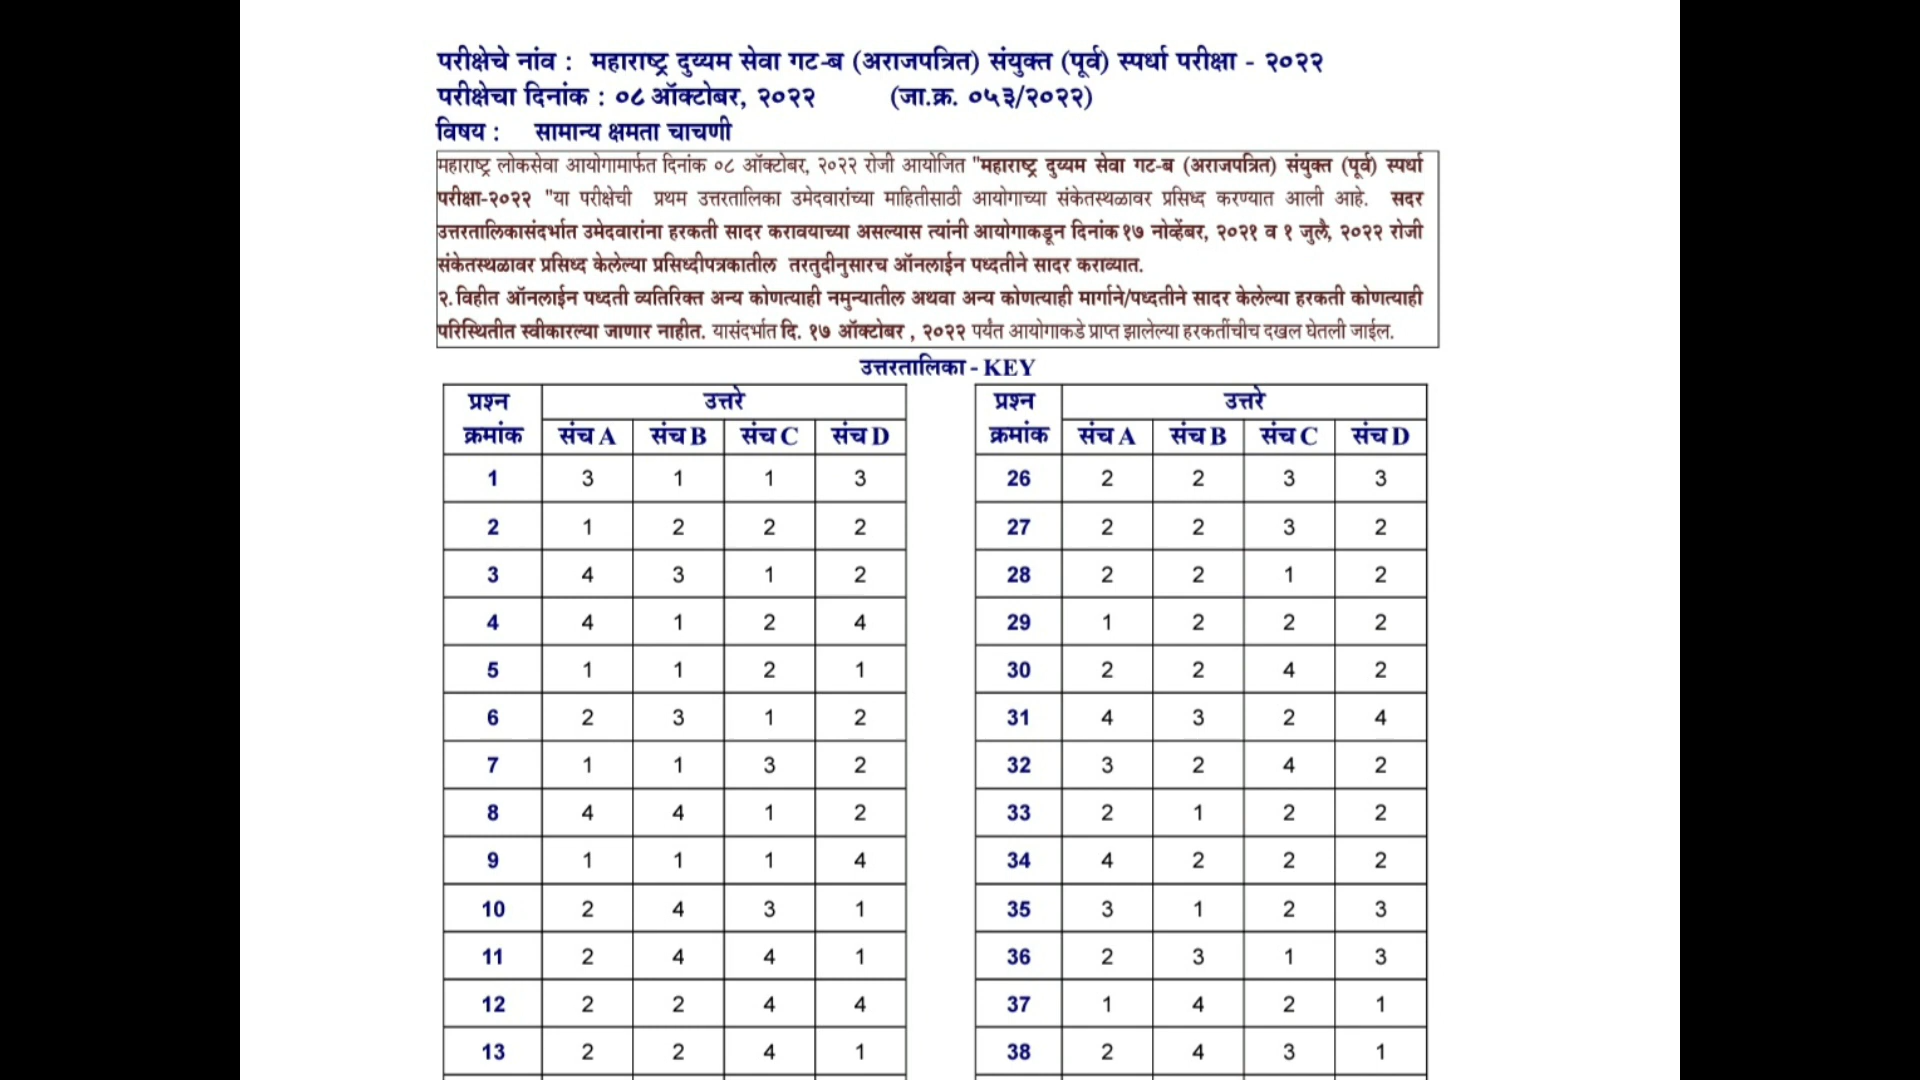 परीक्षेचे नांव : महाराष्ट्र दुय्यम सेवा गट-ब (अराजपत्रित) संयुक्त (पूर्व) स्पर्धा परीक्षा - २०२२
परीक्षेचा दिनांक : ०८ ऑक्टोबर, २०२२ (जा.क्र. ०५३/२०२२)
विषय : सामान्य क्षमता चाचणी
महाराष्ट्र लोकसेवा आयोगामार्फत दिनांक ०८ ऑक्टोबर, २०२२ रोजी आयोजित "महाराष्ट्र दुय्यम सेवा गट-ब (अराजपत्रित) संयुक्त (पूर्व) स्पर्धा
परीक्षा-२०२२ "या परीक्षेची प्रथम उत्तरतालिका उमेदवारांच्या माहितीसाठी आयोगाच्या संकेतस्थळावर प्रसिध्द करण्यात आली आहे. सदर
उत्तरतालिकासंदर्भात उमेदवारांना हरकती सादर करावयाच्या असल्यास त्यांनी आयोगाकडून दिनांक १७ नोव्हेंबर, २०२१ व १ जुलै, २०२२ रोजी
संकेतस्थळावर प्रसिध्द केलेल्या प्रसिध्दीपत्रकातील तरतुदीनुसारच ऑनलाईन पध्दतीने सादर कराव्यात.
२. विहीत ऑनलाईन पध्दती व्यतिरिक्त अन्य कोणत्याही नमुन्यातील अथवा अन्य कोणत्याही मार्गाने/पध्दतीने सादर केलेल्या हरकती कोणत्याही
परिस्थितीत स्वीकारल्या जाणार नाहीत. यासंदर्भात दि. १७ ऑक्टोबर , २०२२ पर्यंत आयोगाकडे प्राप्त झालेल्या हरकतींचीच दखल घेतली जाईल.
उत्तरतालिका - KEY
प्रश्न क्रमांक उत्तरे
संच A संच B संच C संच D
1 3 1 1 3
2 1 2 2 2
3 4 3 1 2
4 4 1 2 4
5 1 1 2 1
6 2 3 1 2
7 1 1 3 2
8 4 4 1 2
9 1 1 1 4
10 2 4 3 1
11 2 4 4 1
12 2 2 4 4
13 2 2 4 1
प्रश्न क्रमांक उत्तरे
संच A संच B संच C संच D
26 2 2 3 3
27 2 2 3 2
28 2 2 1 2
29 1 2 2 2
30 2 2 4 2
31 4 3 2 4
32 3 2 4 2
33 2 1 2 2
34 4 2 2 2
35 3 1 2 3
36 2 3 1 3
37 1 4 2 1
38 2 4 3 1